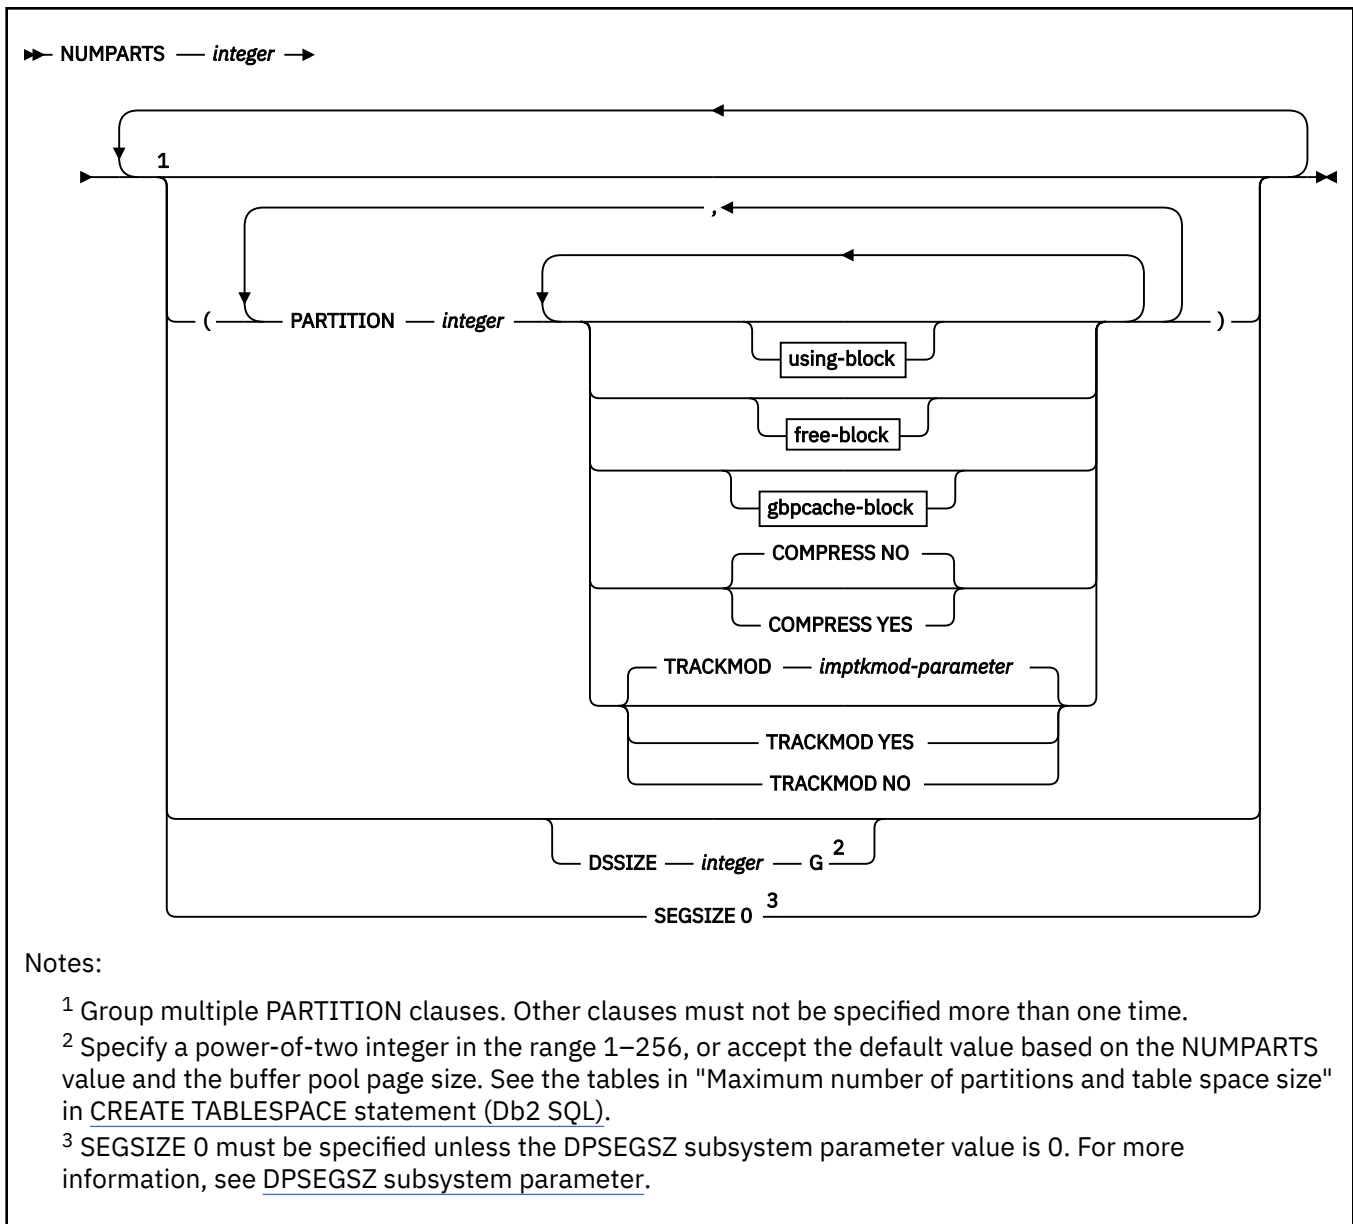 NUMPARTS integer
1
,
( PARTITION integer )
using-block
free-block
gbpcache-block
COMPRESS NO
COMPRESS YES
TRACKMOD imptkmod-parameter
TRACKMOD YES
TRACKMOD NO
DSSIZE integer G 2
SEGSIZE 0 3
Notes:
1 Group multiple PARTITION clauses. Other clauses must not be specified more than one time.
2 Specify a power-of-two integer in the range 1–256, or accept the default value based on the NUMPARTS
value and the buffer pool page size. See the tables in "Maximum number of partitions and table space size"
in CREATE TABLESPACE statement (Db2 SQL).
3 SEGSIZE 0 must be specified unless the DPSEGSZ subsystem parameter value is 0. For more
information, see DPSEGSZ subsystem parameter.